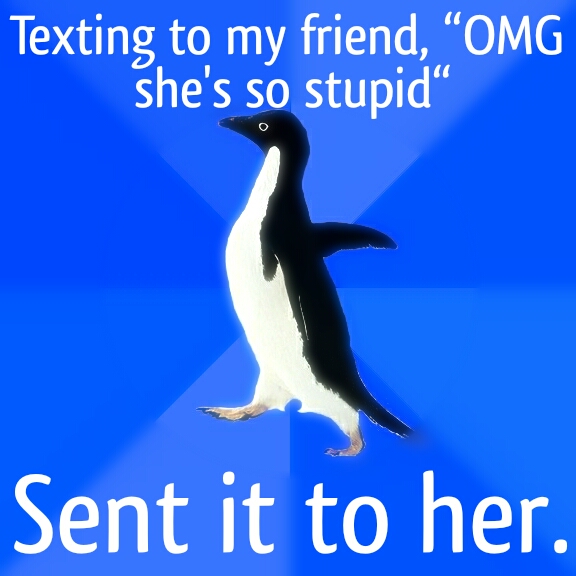 Texting to my friend, “OMG
she's so stupid“
Sent it to her.